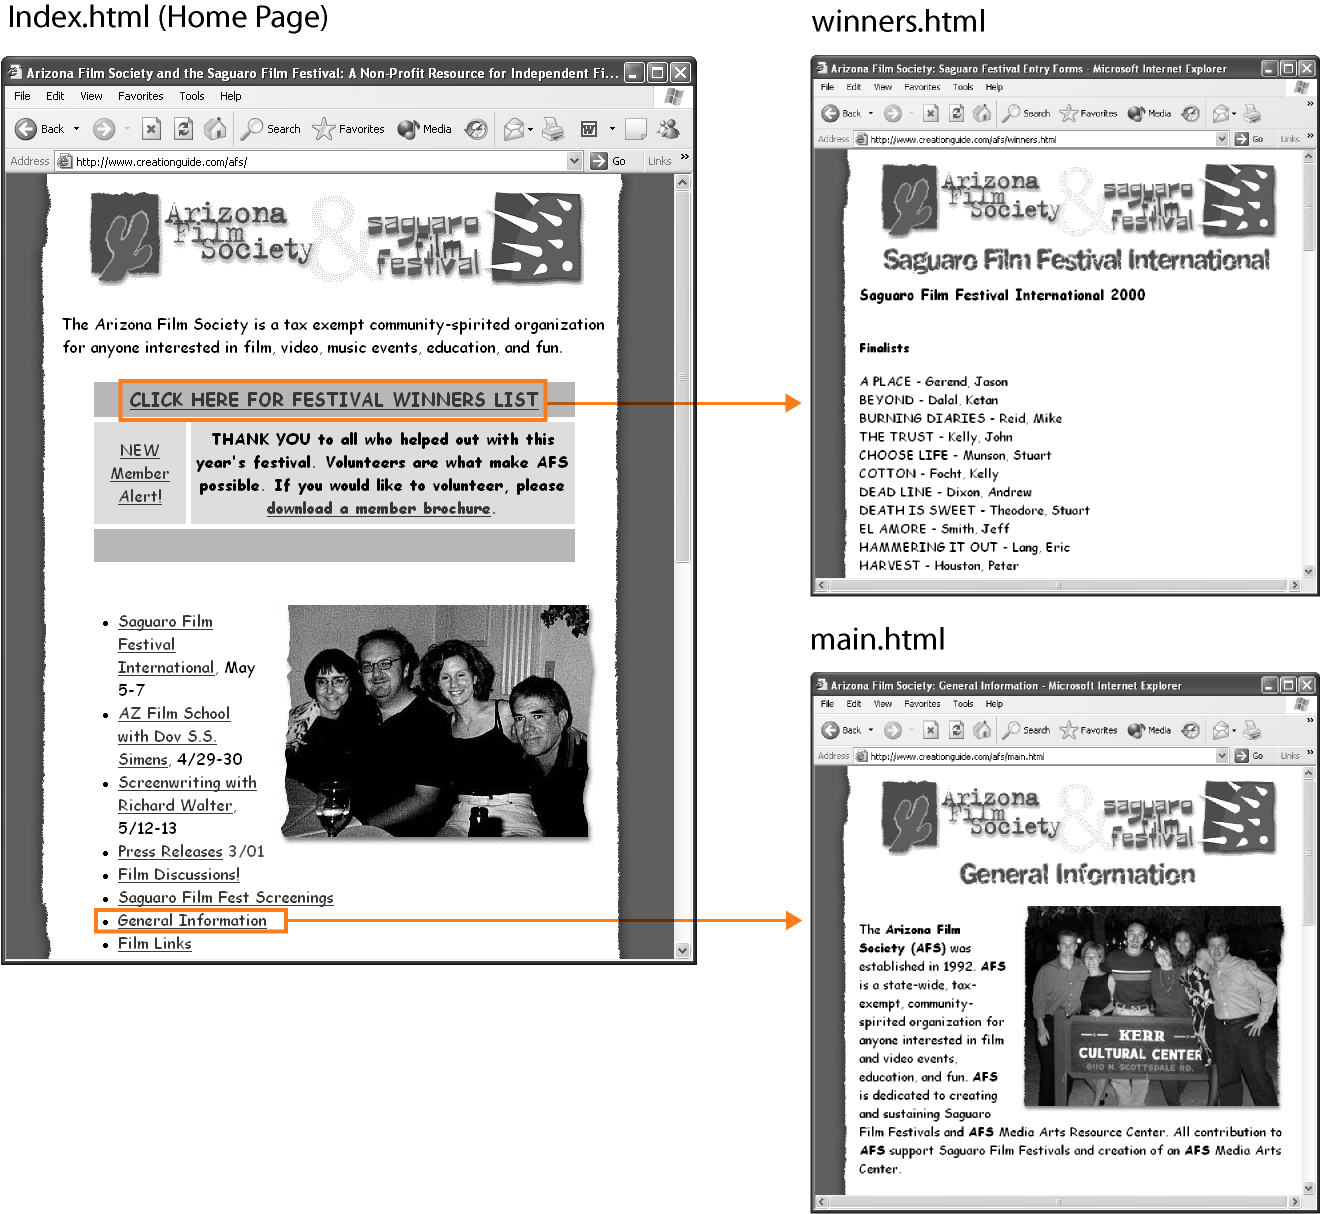 Index.html (Home Page)
Arizona Film Society and the Saguaro Film Festival: A Non-Profit Resource for Independent Fi...
File Edit View Favorites Tools Help
Back Search Favorites Media
Address http://www.creationguide.com/afs/ Go Links »
Arizona Film Society & saguaro film festival
The Arizona Film Society is a tax exempt community-spirited organization
for anyone interested in film, video, music events, education, and fun.
CLICK HERE FOR FESTIVAL WINNERS LIST
NEW
Member
Alert!
THANK YOU to all who helped out with this
year's festival. Volunteers are what make AFS
possible. If you would like to volunteer, please
download a member brochure.
• Saguaro Film
Festival
International, May
5-7
• AZ Film School
with Dov S.S.
Simens, 4/29-30
• Screenwriting with
Richard Walter,
5/12-13
• Press Releases 3/01
• Film Discussions!
• Saguaro Film Fest Screenings
• General Information
• Film Links
winners.html
Arizona Film Society: Saguaro Festival Entry Forms - Microsoft Internet Explorer
File Edit View Favorites Tools Help
Back Search Favorites Media »
Address http://www.creationguide.com/afs/winners.html Go Links »
Arizona Film Society & saguaro film festival
Saguaro Film Festival International
Saguaro Film Festival International 2000
Finalists
A PLACE - Gerend, Jason
BEYOND - Dalal, Ketan
BURNING DIARIES - Reid, Mike
THE TRUST - Kelly, John
CHOOSE LIFE - Munson, Stuart
COTTON - Focht, Kelly
DEAD LINE - Dixon, Andrew
DEATH IS SWEET - Theodore, Stuart
EL AMORE - Smith, Jeff
HAMMERING IT OUT - Lang, Eric
HARVEST - Houston, Peter
main.html
Arizona Film Society: General Information - Microsoft Internet Explorer
File Edit View Favorites Tools Help
Back Search Favorites Media »
Address http://www.creationguide.com/afs/main.html Go Links »
Arizona Film Society & saguaro film festival
General Information
The Arizona Film
Society (AFS) was
established in 1992. AFS
is a state-wide, tax-
exempt, community-
spirited organization for
anyone interested in film
and video events,
education, and fun. AFS
is dedicated to creating
and sustaining Saguaro
Film Festivals and AFS Media Arts Resource Center. All contribution to
AFS support Saguaro Film Festivals and creation of an AFS Media Arts
Center.
KERR
CULTURAL CENTER
6110 N. SCOTTSDALE RD.